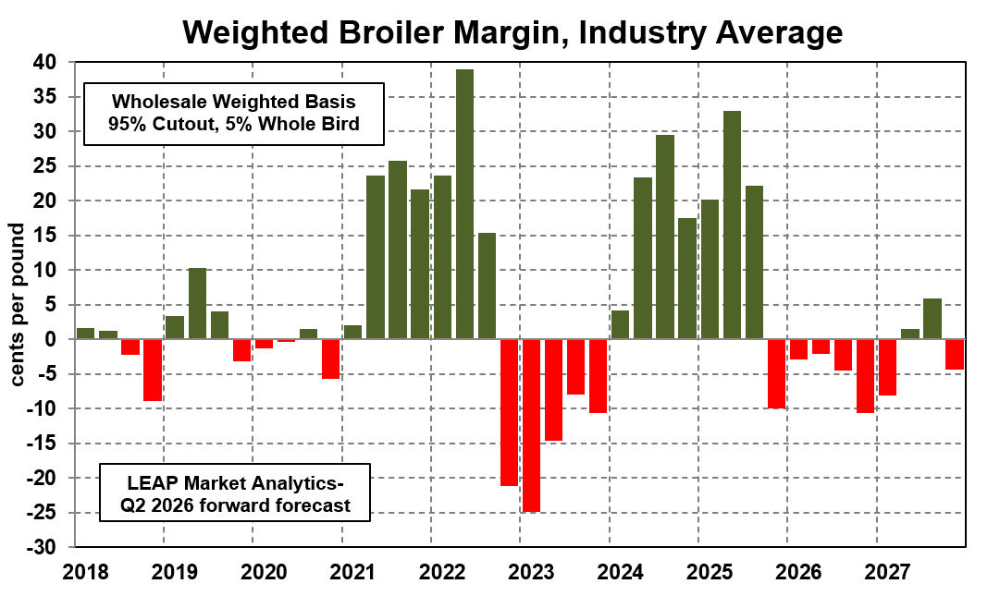 Weighted Broiler Margin, Industry Average
40
35
30
25
20
15
10
5
0
-5
-10
-15
-20
-25
-30
cents per pound
Wholesale Weighted Basis
95% Cutout, 5% Whole Bird
LEAP Market Analytics-
Q2 2026 forward forecast
2018 2019 2020 2021 2022 2023 2024 2025 2026 2027